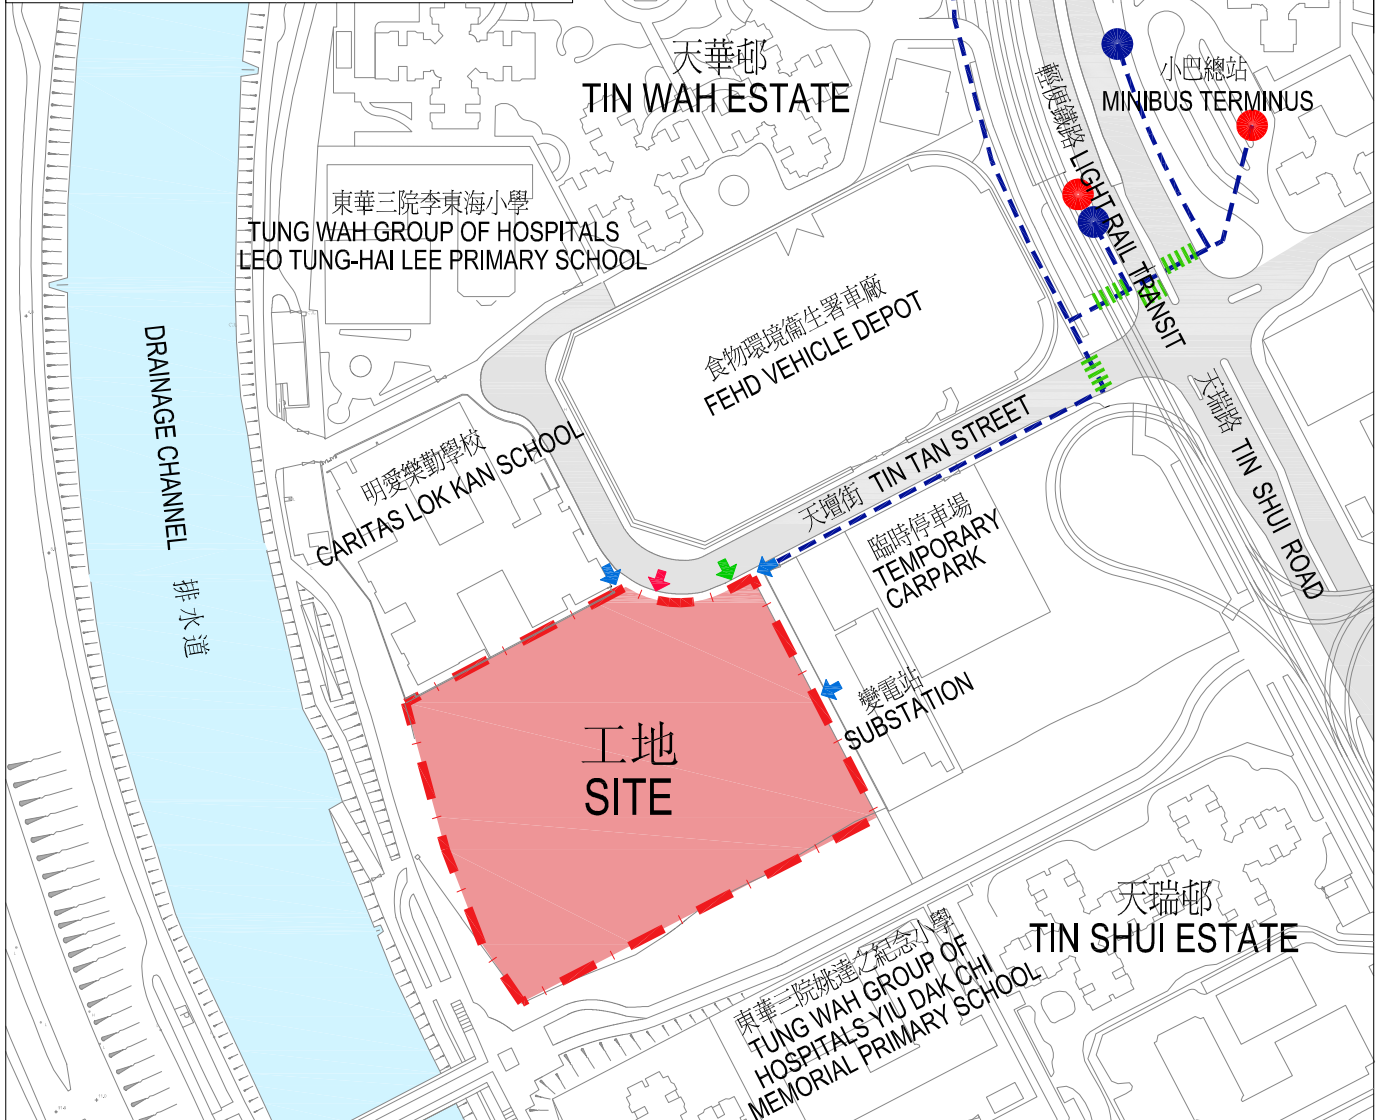 天華邨
TIN WAH ESTATE
小巴總站
MINIBUS TERMINUS
輕便鐵路 LIGHT RAIL TRANSIT
東華三院李東海小學
TUNG WAH GROUP OF HOSPITALS
LEO TUNG-HAI LEE PRIMARY SCHOOL
食物環境衞生署車廠
FEHD VEHICLE DEPOT
DRAINAGE CHANNEL 排水道
明愛樂勤學校
CARITAS LOK KAN SCHOOL
天壇街 TIN TAN STREET
天瑞路 TIN SHUI ROAD
臨時停車場
TEMPORARY
CARPARK
變電站
SUBSTATION
工地
SITE
天瑞邨
TIN SHUI ESTATE
東華三院姚達之紀念小學
TUNG WAH GROUP OF
HOSPITALS YIU DAK CHI
MEMORIAL PRIMARY SCHOOL